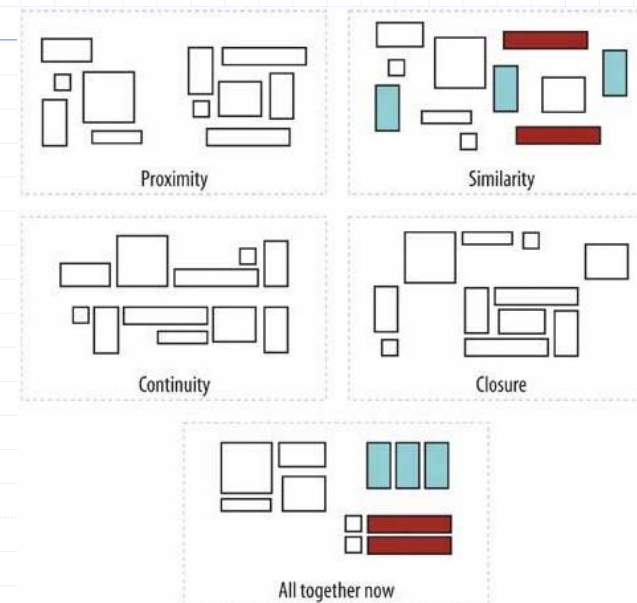 Proximity
Similarity
Continuity
Closure
All together now